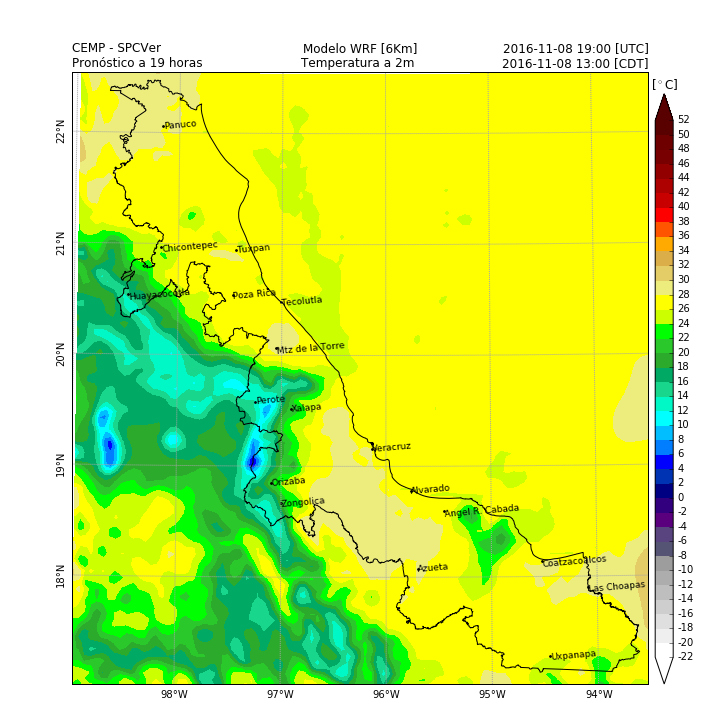 CEMP - SPCVer Modelo WRF [6Km] 2016-11-08 19:00 [UTC]
Pronóstico a 19 horas Temperatura a 2m 2016-11-08 13:00 [CDT]
[°C]
52
50
48
46
44
42
40
38
36
34
32
30
28
26
24
22
20
18
16
14
12
10
8
6
4
2
0
-2
-4
-6
-8
-10
-12
-14
-16
-18
-20
-22
22°N
21°N
20°N
19°N
18°N
Panuco
Chicontepec
Tuxpan
Huayacocotla
Poza Rica
Tecolutla
Mtz de la Torre
Perote
Xalapa
Veracruz
Orizaba
Alvarado
Zongolica
Angel R. Cabada
Azueta
Coatzacoalcos
Las Choapas
Uxpanapa
98°W 97°W 96°W 95°W 94°W